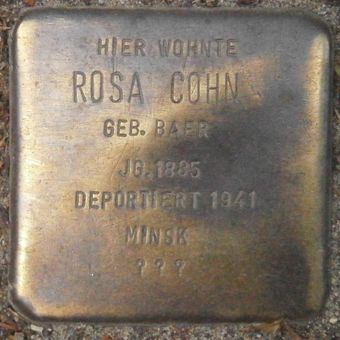 HIER WOHNTE
ROSA COHN
GEB. BAER
JG. 1885
DEPORTIERT 1941
MINSK
???